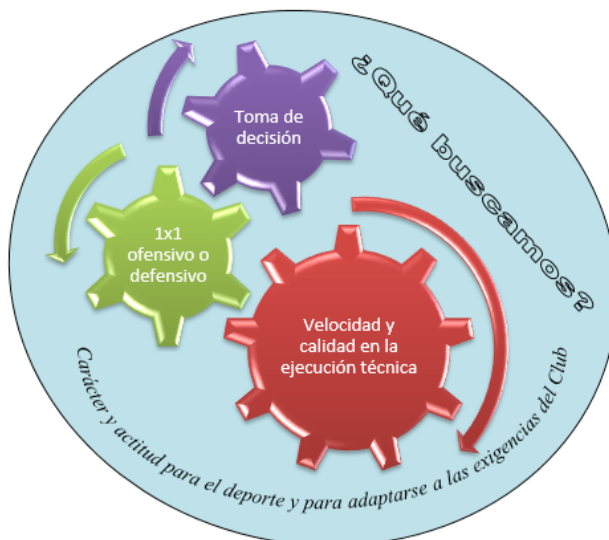 ¿Qué buscamos?
Toma de
decisión
1x1
ofensivo o
defensivo
Velocidad y
calidad en la
ejecución técnica
Carácter y actitud para el deporte y para adaptarse a las exigencias del Club